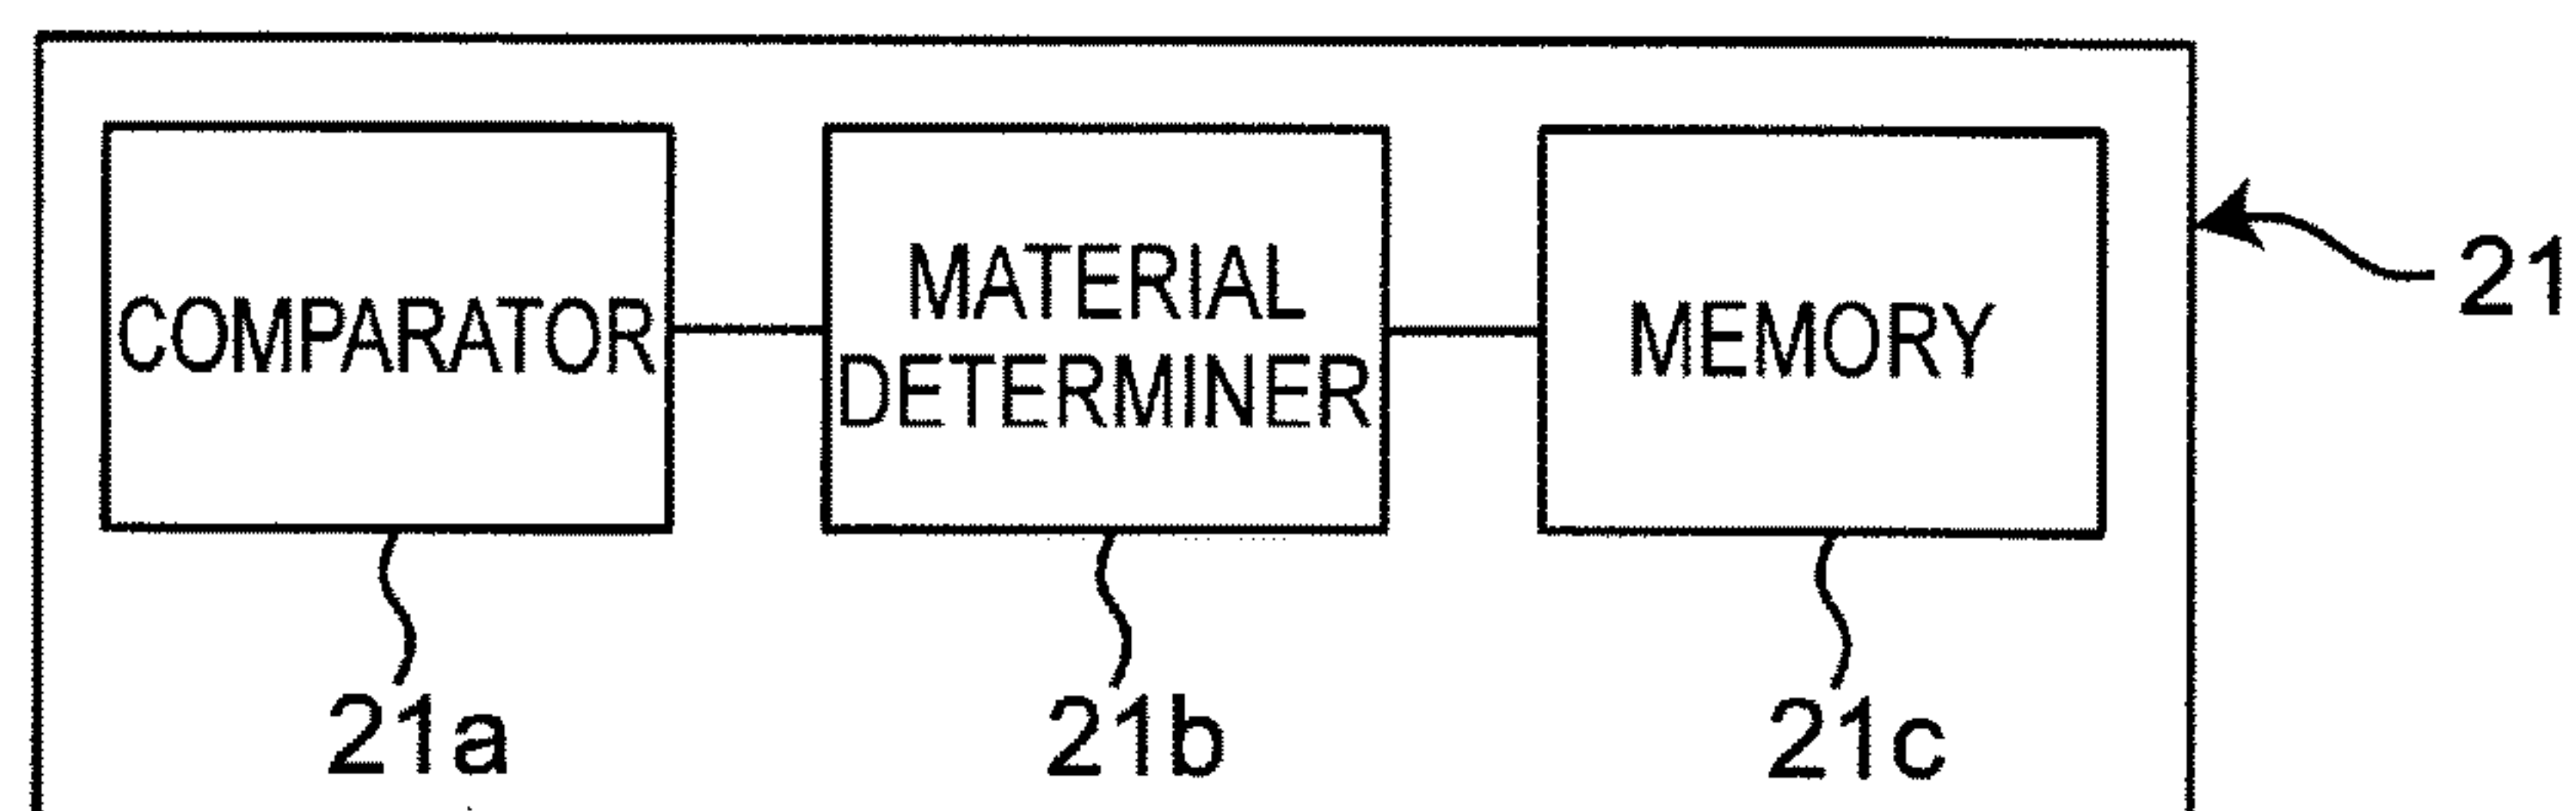 COMPARATOR
MATERIAL
DETERMINER
MEMORY
21
21a
21b
21c